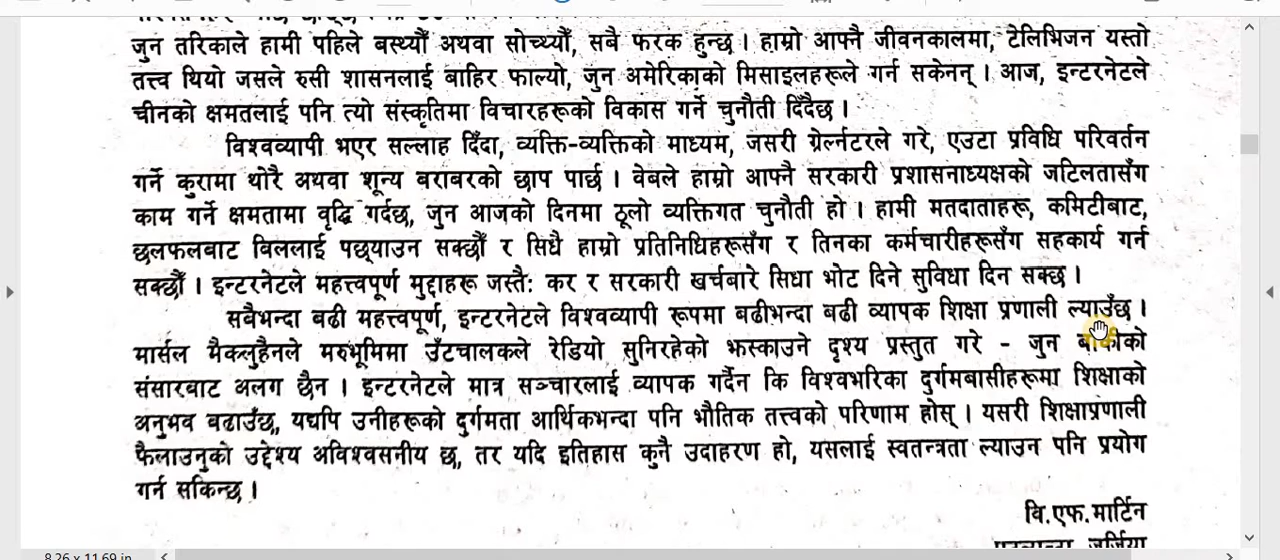 जुन तरिकाले हामी पहिले बस्थ्यौँ अथवा सोच्थ्यौँ, सबै फरक हुन्छ। हाम्रो आफ्नै जीवनकालमा, टेलिभिजन यस्तो
तत्त्व थियो जसले रुसी शासनलाई बाहिर फाल्यो, जुन अमेरिकाको मिसाइलहरूले गर्न सकेनन्। आज, इन्टरनेटले
चीनको क्षमतलाई पनि त्यो संस्कृतिमा विचारहरूको विकास गर्ने चुनौती दिँदैछ।
विश्वव्यापी भएर सल्लाह दिँदा, व्यक्ति-व्यक्तिको माध्यम, जसरी ग्रेर्ल्नटरले गरे, एउटा प्रविधि परिवर्तन
गर्ने कुरामा थोरै अथवा शून्य बराबरको छाप पार्छ। वेबले हाम्रो आफ्नै सरकारी प्रशासनाध्यक्षको जटिलतासँग
काम गर्ने क्षमतामा वृद्धि गर्दछ, जुन आजको दिनमा ठूलो व्यक्तिगत चुनौती हो। हामी मतदाताहरू, कमिटीबाट,
छलफलबाट बिललाई पछ्याउन सक्छौँ र सिधै हाम्रो प्रतिनिधिहरूसँग र तिनका कर्मचारीहरूसँग सहकार्य गर्न
सक्छौँ। इन्टरनेटले महत्त्वपूर्ण मुद्दाहरू जस्तै: कर र सरकारी खर्चबारे सिधा भोट दिने सुविधा दिन सक्छ।
सबैभन्दा बढी महत्त्वपूर्ण, इन्टरनेटले विश्वव्यापी रूपमा बढीभन्दा बढी व्यापक शिक्षा प्रणाली ल्याउँछ।
मार्सल मैकलुहैनले मरुभूमिमा उँटचालकले रेडियो सुनिरहेको झस्काउने दृश्य प्रस्तुत गरे - जुन
संसारबाट अलग छैन। इन्टरनेटले मात्र सञ्चारलाई व्यापक गर्दैन कि विश्वभरिका दुर्गमबासीहरूमा शिक्षाको
अनुभव बढाउँछ, यद्यपि उनीहरूको दुर्गमता आर्थिकभन्दा पनि भौतिक तत्त्वको परिणाम होस्। यसरी शिक्षाप्रणाली
फैलाउनुको उद्देश्य अविश्वसनीय छ, तर यदि इतिहास कुनै उदाहरण हो, यसलाई स्वतन्त्रता ल्याउन पनि प्रयोग
गर्न सकिन्छ।
वि.एफ.मार्टिन
जर्जिया
8.26 x 11.69 in